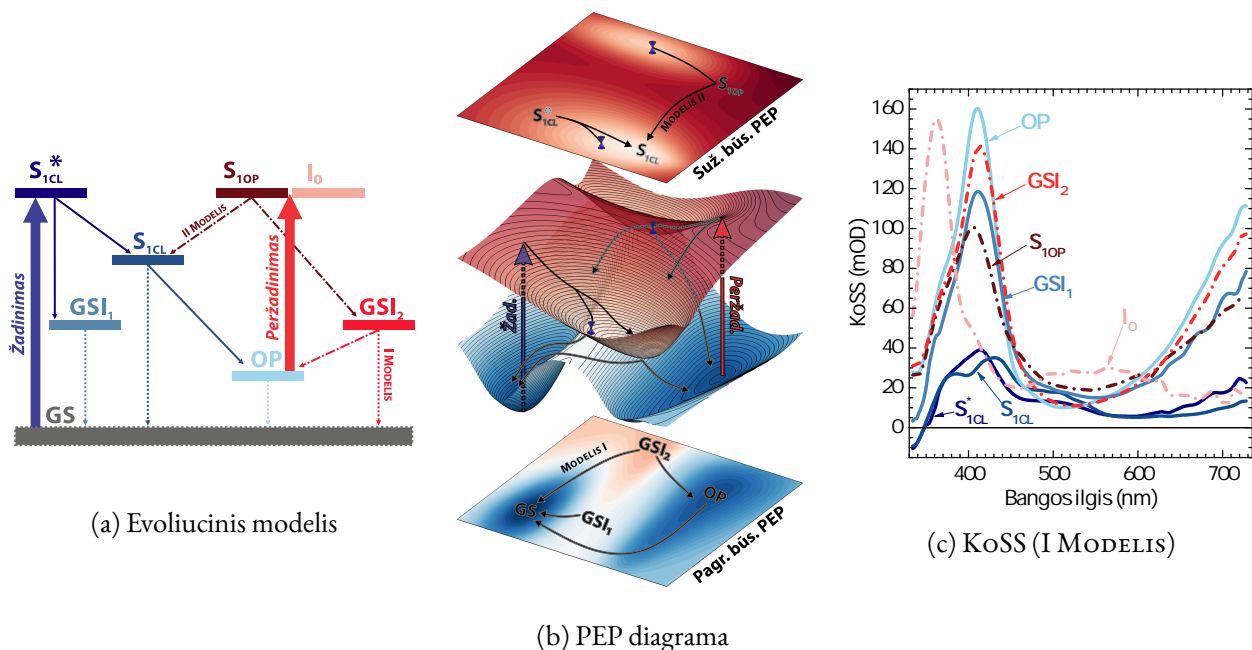 S1CL*
S1OP
I0
II MODELIS
S1CL
Žadinimas
Peržadinimas
GSI1
GSI2
OP
I MODELIS
GS
(a) Evoliucinis modelis
S1OP
MODELIS II
S*1CL
S1CL
Suž. būs. PEP
Žad.
Peržad.
GSI2
MODELIS I
OP
GS
GSI1
Pagr. būs. PEP
(b) PEP diagrama
KoSS (mOD)
160
140
120
100
80
60
40
20
0
OP
GSI2
S1OP
GSI1
I0
S*1CL
S1CL
400
500
600
700
Bangos ilgis (nm)
(c) KOSS (I MODELIS)